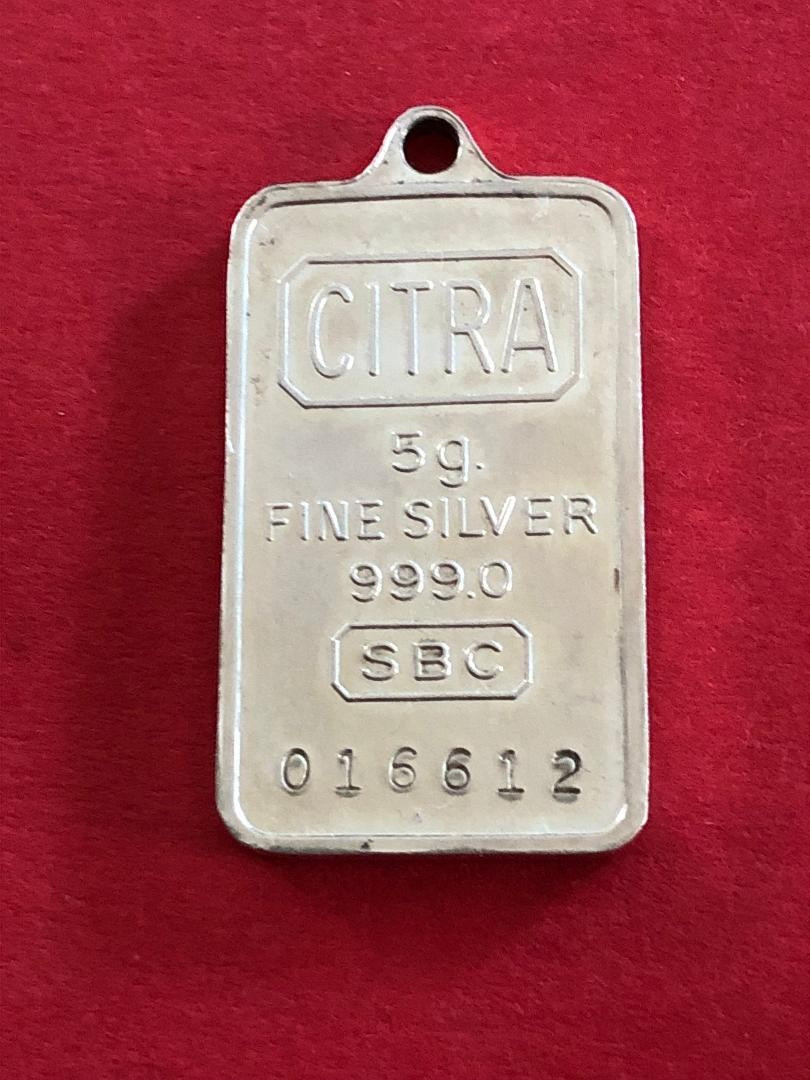 CITRA
5g.
FINE SILVER
999.0
SBC
016612